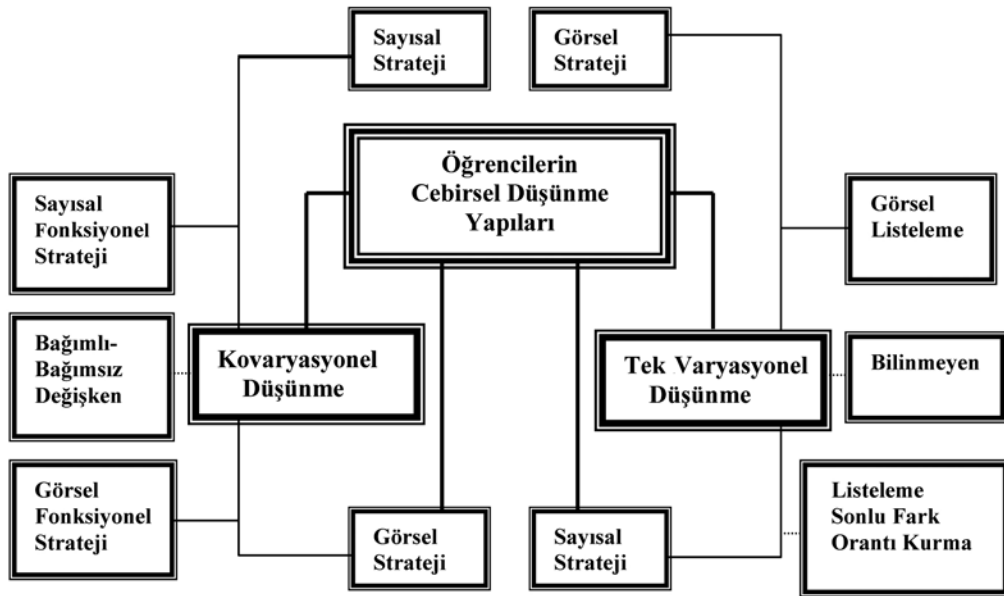 Sayısal
Strateji
Görsel
Strateji
Öğrencilerin
Cebirsel Düşünme
Yapıları
Sayısal
Fonksiyonel
Strateji
Görsel
Listeleme
Bağımlı-
Bağımsız
Değişken
Kovaryasyonel
Düşünme
Tek Varyasyonel
Düşünme
Bilinmeyen
Görsel
Fonksiyonel
Strateji
Görsel
Strateji
Sayısal
Strateji
Listeleme
Sonlu Fark
Orantı Kurma